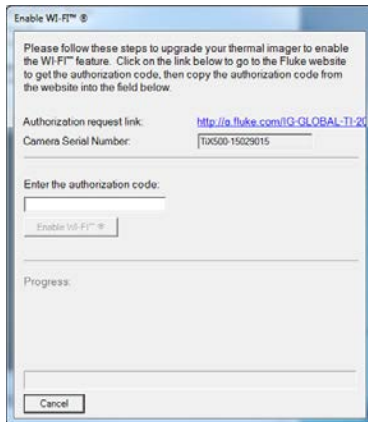 Enable WI-FI™ ®
Please follow these steps to upgrade your thermal imager to enable
the WI-FI™ feature. Click on the link below to go to the Fluke website
to get the authorization code, then copy the authorization code from
the website into the field below.
Authorization request link: http://a.fluke.com/IG-GLOBAL-TI-20
Camera Serial Number: TiX500-15029015
Enter the authorization code:
Enable WI-FI™ ®
Progress:
Cancel